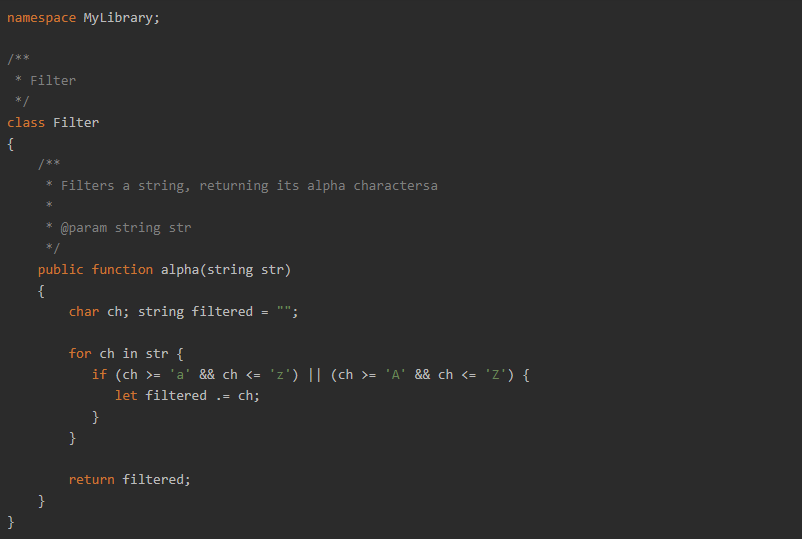 namespace MyLibrary;

/**
 * Filter
 */
class Filter
{
    /**
     * Filters a string, returning its alpha charactersa
     *
     * @param string str
     */
    public function alpha(string str)
    {
        char ch; string filtered = "";

        for ch in str {
           if (ch >= 'a' && ch <= 'z') || (ch >= 'A' && ch <= 'Z') {
              let filtered .= ch;
           }
        }

        return filtered;
    }
}